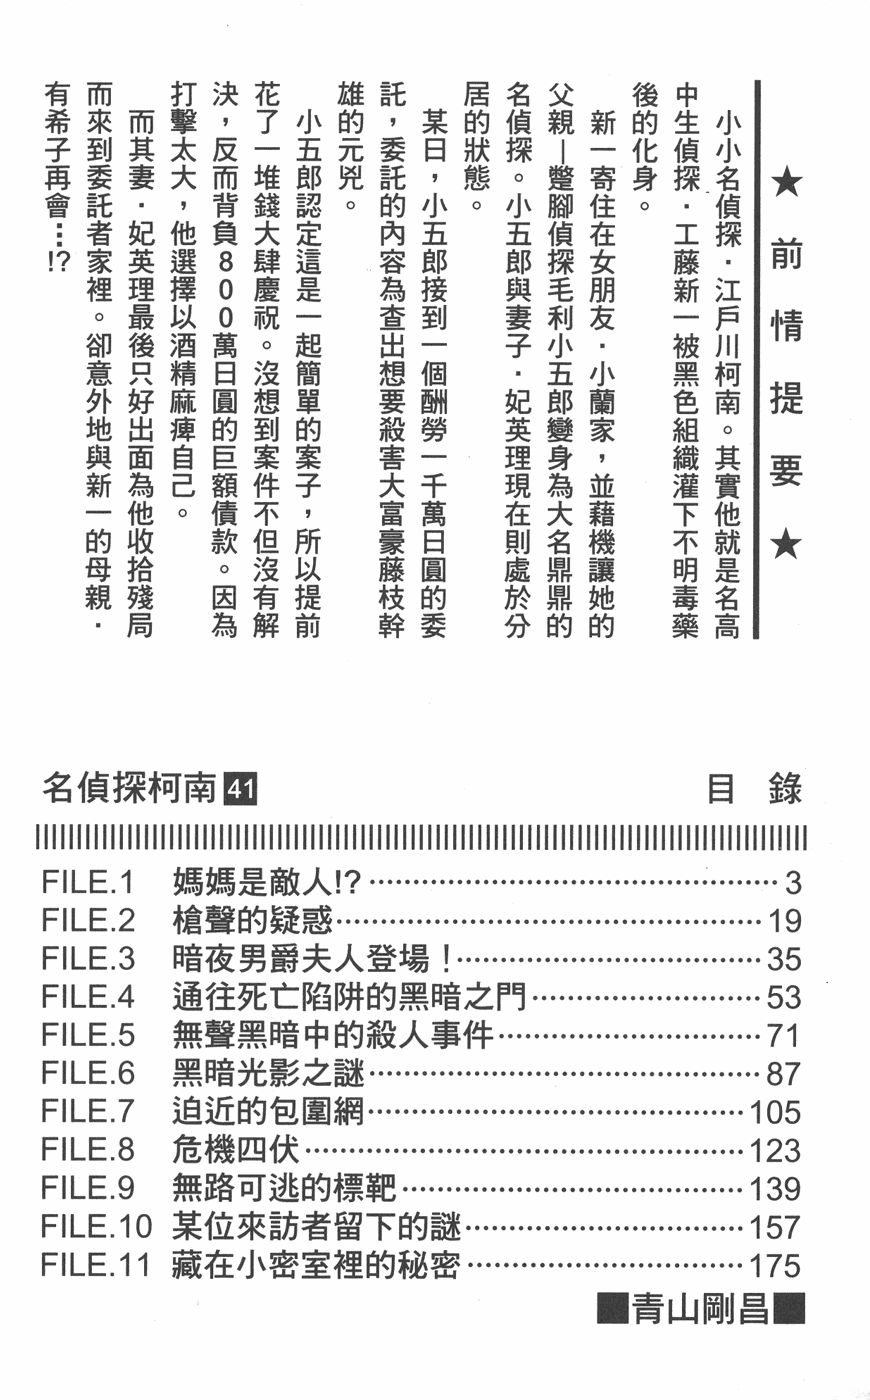 ★前情提要★
小小名偵探．江戶川柯南。其實他就是名高
中生偵探．工藤新一被黑色組織灌下不明毒藥
後的化身。
新一寄住在女朋友．小蘭家，並藉機讓她的
父親—蹩腳偵探毛利小五郎變身為大名鼎鼎的
名偵探。小五郎與妻子．妃英理現在則處於分
居的狀態。
某日，小五郎接到一個酬勞一千萬日圓的委
託，委託的內容為查出想要殺害大富豪藤枝幹
雄的元兇。
小五郎認定這是一起簡單的案子，所以提前
花了一堆錢大肆慶祝。沒想到案件不但沒有解
決，反而背負800萬日圓的巨額債款。因為
打擊太大，他選擇以酒精麻痺自己。
而其妻．妃英理最後只好出面為他收拾殘局
而來到委託者家裡。卻意外地與新一的母親．
有希子再會…!?
名偵探柯南41 目 錄
FILE.1 媽媽是敵人!?……………………………………3
FILE.2 槍聲的疑惑……………………………………19
FILE.3 暗夜男爵夫人登場！…………………………35
FILE.4 通往死亡陷阱的黑暗之門……………………53
FILE.5 無聲黑暗中的殺人事件………………………71
FILE.6 黑暗光影之謎…………………………………87
FILE.7 迫近的包圍網…………………………………105
FILE.8 危機四伏………………………………………123
FILE.9 無路可逃的標靶………………………………139
FILE.10 某位來訪者留下的謎…………………………157
FILE.11 藏在小密室裡的秘密…………………………175
■青山剛昌■